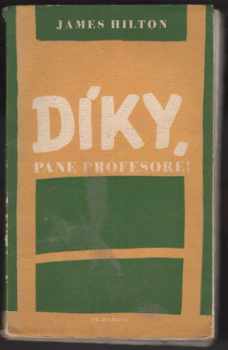 JAMES HILTON
DÍKY,
PANE PROFESORE!